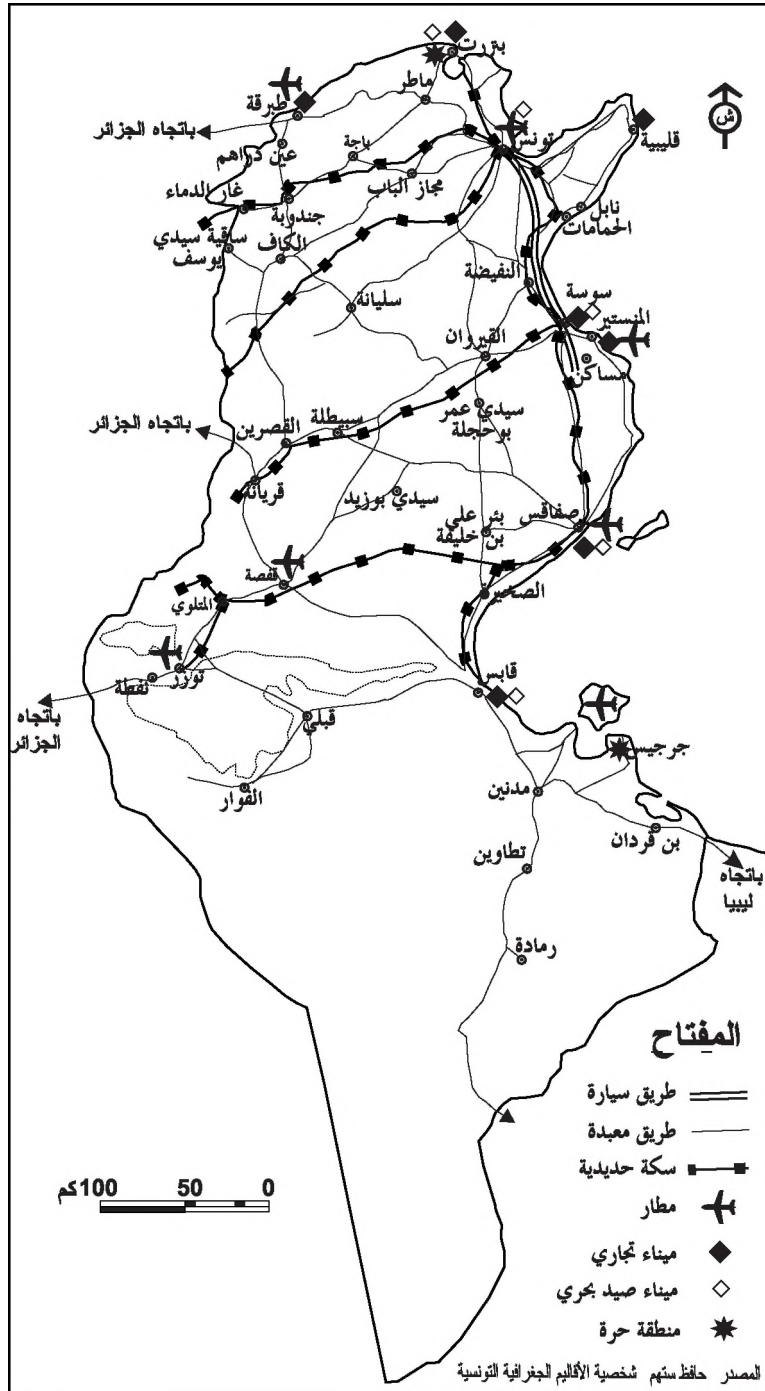 بنزرت
ماطر
طبرقة
باتجاه الجزائر
ش
تونس
قليبية
باجة
عين دراهم
مجاز الباب
غار الدماء
جندوبة
نابل
الحمامات
ساقية سيدي
يوسف
الكاف
النفيضة
سليانة
سوسة
المنستير
القيروان
مساكن
سيدي عمر
بوحجلة
سبيطلة
القصرين
باتجاه الجزائر
قريانة
سيدي بوزيد
صفاقس
بئر علي
بن خليفة
قفصة
الصخيرة
المتلوي
توزر
نفطة
قابس
باتجاه
الجزائر
قبلي
جرجيس
الفوار
مدنين
بن قردان
تطاوين
باتجاه
ليبيا
رمادة
المفتاح
طريق سيارة
طريق معبدة
سكة حديدية
0 50 100 كم
مطار
ميناء تجاري
ميناء صيد بحري
منطقة حرة
المصدر حافظ ستهم شخصية الأقاليم الجغرافية التونسية